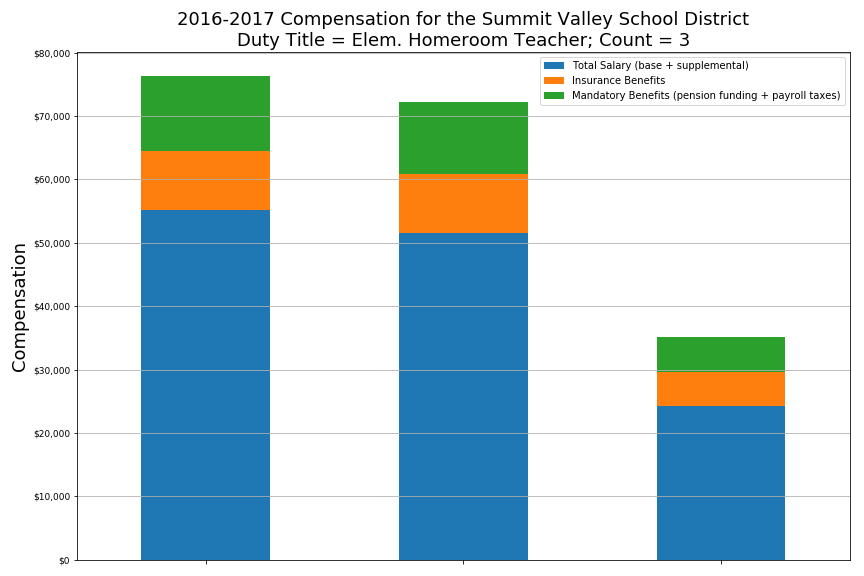 2016-2017 Compensation for the Summit Valley School District
Duty Title = Elem. Homeroom Teacher; Count = 3
Total Salary (base + supplemental)
Insurance Benefits
Mandatory Benefits (pension funding + payroll taxes)
Compensation
$80,000
$70,000
$60,000
$50,000
$40,000
$30,000
$20,000
$10,000
$0